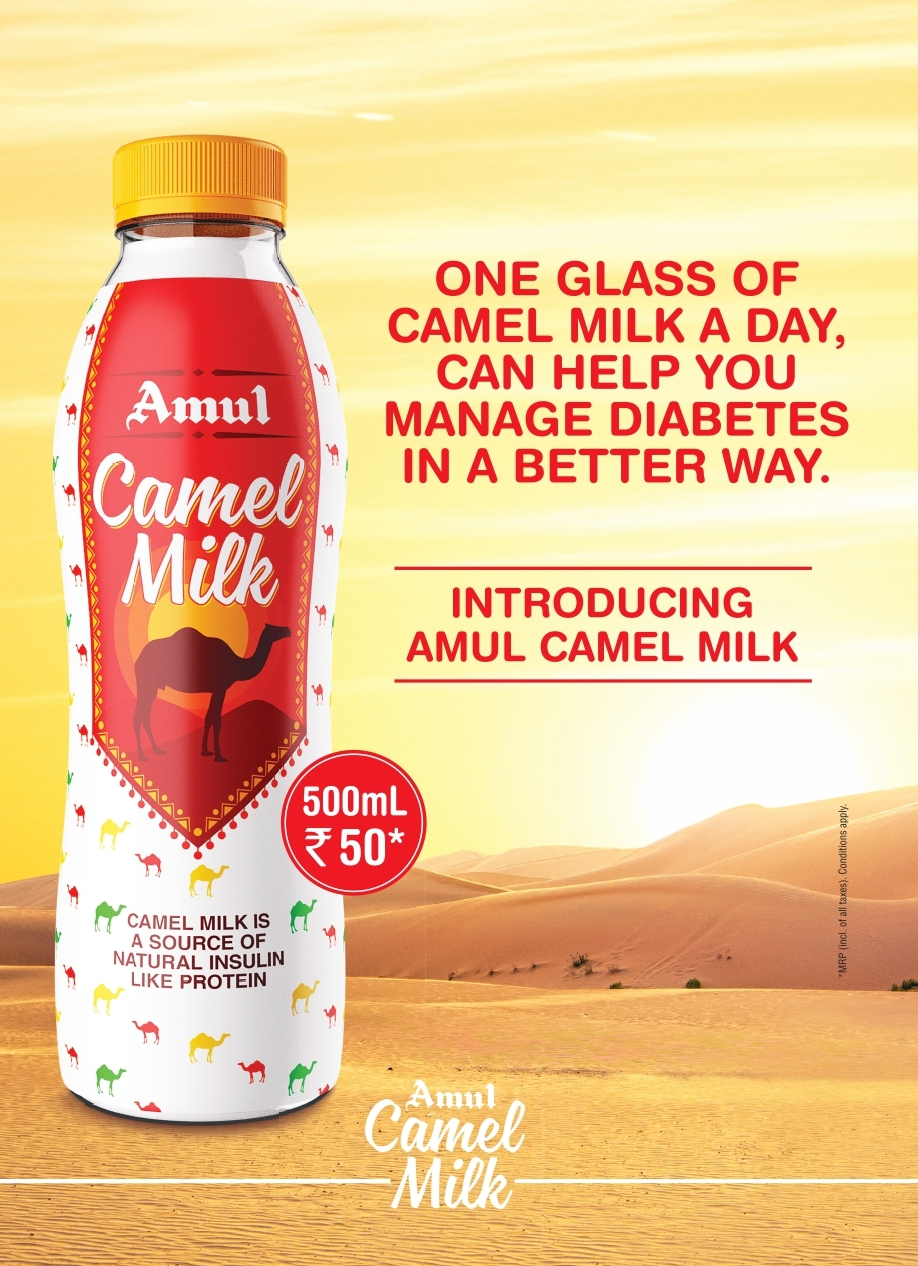 Amul
Camel
Milk
CAMEL MILK IS
A SOURCE OF
NATURAL INSULIN
LIKE PROTEIN
500mL
₹ 50*
ONE GLASS OF
CAMEL MILK A DAY,
CAN HELP YOU
MANAGE DIABETES
IN A BETTER WAY.
INTRODUCING
AMUL CAMEL MILK
*MRP (incl. of all taxes). Conditions apply.
Amul
Camel
Milk